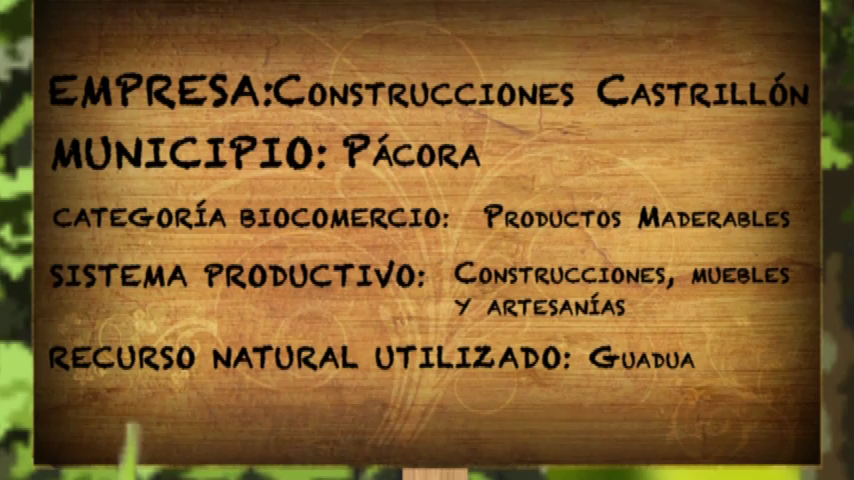 EMPRESA:Construcciones Castrillón
MUNICIPIO: Pácora
CATEGORÍA BIOCOMERCIO: Productos Maderables
SISTEMA PRODUCTIVO: Construcciones, muebles
y artesanías
RECURSO NATURAL UTILIZADO: Guadua